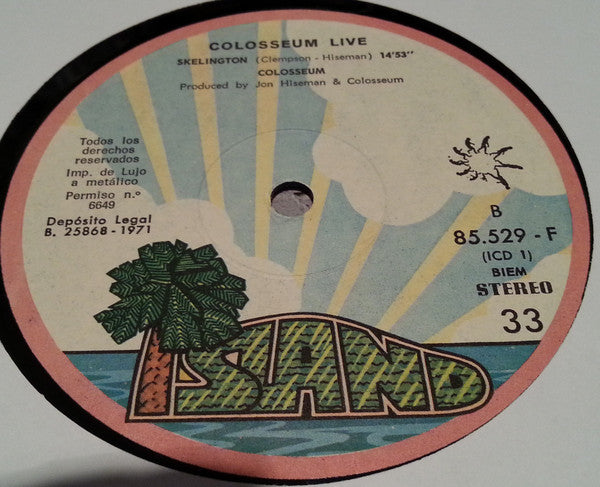 COLOSSEUM LIVE
SKELINGTON (Clempson - Hiseman) 14'53"
COLOSSEUM
Produced by Jon Hiseman & Colosseum
Todos los
derechos
reservados
Imp. de Lujo
a metálico
Permiso n.º
6649
Depósito Legal
B. 25868 - 1971
B
85.529 - F
(ICD 1)
BIEM
STEREO
33
ISLAND